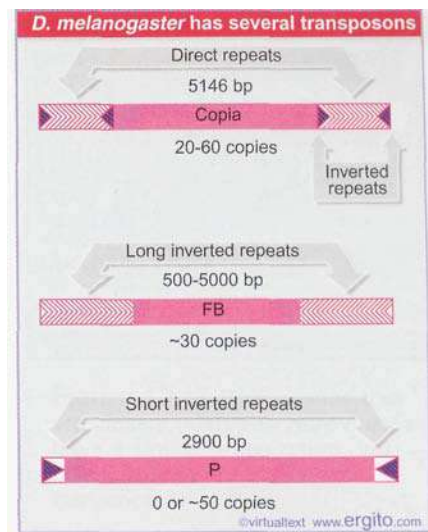 D. melanogaster has several transposons
Direct repeats
5146 bp
Copia
20-60 copies
Inverted
repeats
Long inverted repeats
500-5000 bp
FB
~30 copies
Short inverted repeats
2900 bp
P
0 or ~50 copies
©virtualtext www.ergito.com